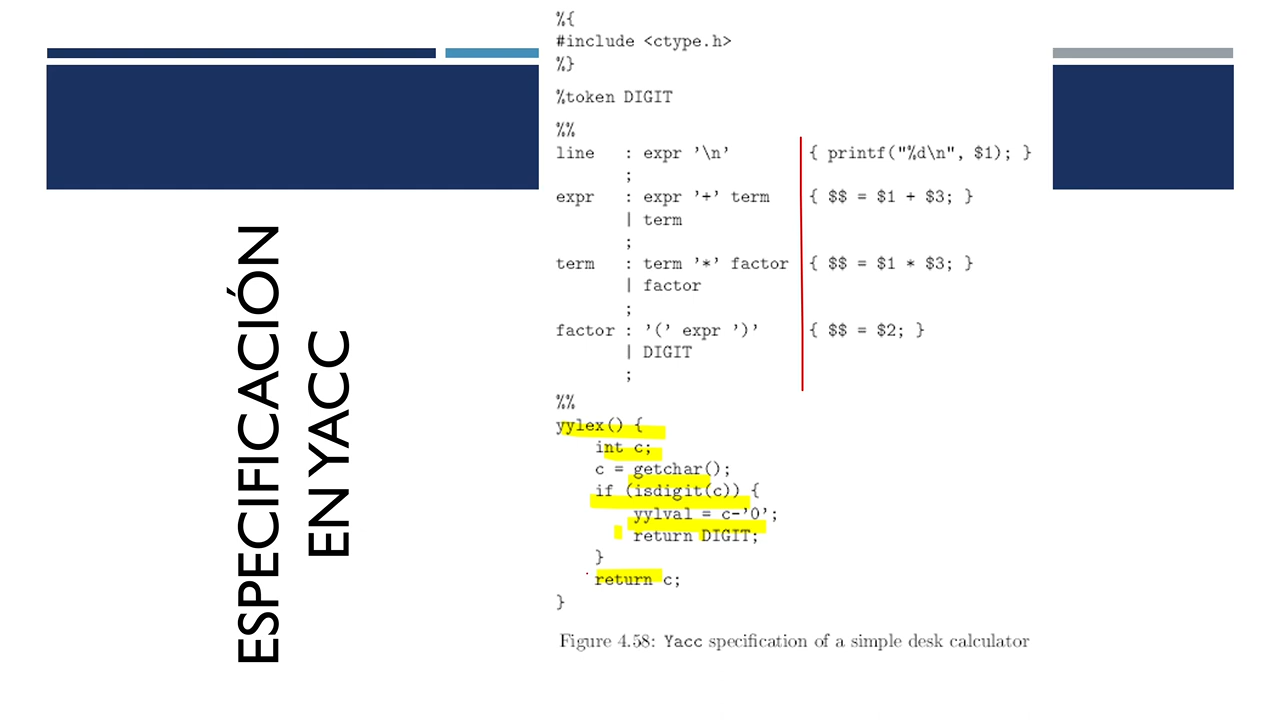 ESPECIFICACIÓN
EN YACC
%{
#include <ctype.h>
%}
%token DIGIT
%%
line : expr ’\n’ { printf("%d\n", $1); }
;
expr : expr ’+’ term { $$ = $1 + $3; }
| term
;
term : term ’*’ factor { $$ = $1 * $3; }
| factor
;
factor : ’(’ expr ’)’ { $$ = $2; }
| DIGIT
;
%%
yylex() {
int c;
c = getchar();
if (isdigit(c)) {
yylval = c-’0’;
return DIGIT;
}
return c;
}
Figure 4.58: Yacc specification of a simple desk calculator